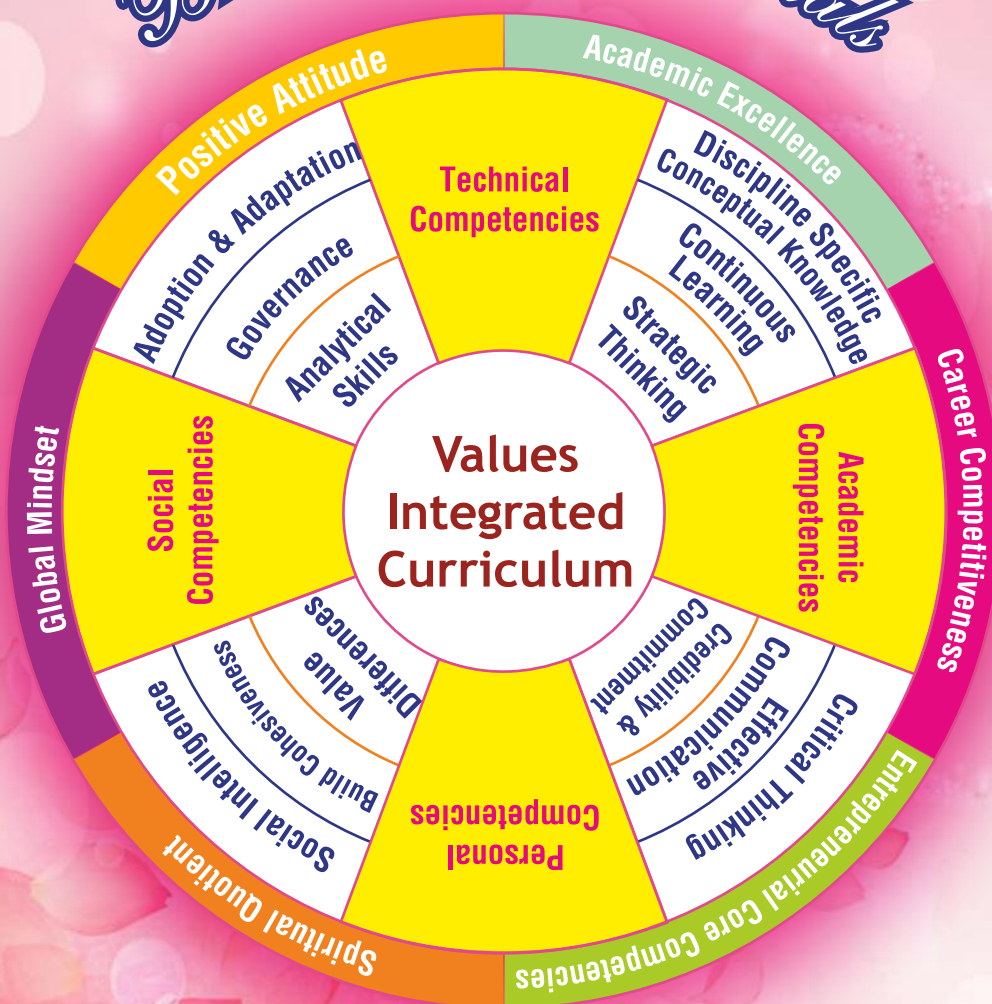 Positive Attitude
Academic Excellence
Career Competitiveness
Entrepreneurial Core Competencies
Spiritual Quotient
Global Mindset
Technical
Competencies
Discipline Specific
Conceptual Knowledge
Continuous
Learning
Strategic
Thinking
Academic
Competencies
Credibility &
Commitment
Effective
Communication
Critical Thinking
Personal
Competencies
Value
Differences
Build Cohesiveness
Social Intelligence
Social
Competencies
Adoption & Adaptation
Governance
Analytical
Skills
Values
Integrated
Curriculum